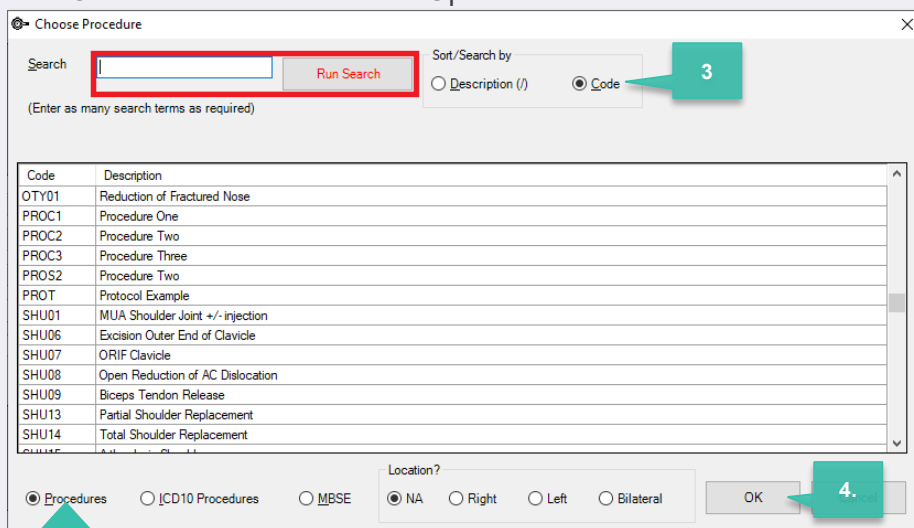 Choose Procedure
Search
Run Search
Sort/Search by
Description (/)
Code
3
(Enter as many search terms as required)
Code Description
OTY01 Reduction of Fractured Nose
PROC1 Procedure One
PROC2 Procedure Two
PROC3 Procedure Three
PROS2 Procedure Two
PROT Protocol Example
SHU01 MUA Shoulder Joint +/- injection
SHU06 Excision Outer End of Clavicle
SHU07 ORIF Clavicle
SHU08 Open Reduction of AC Dislocation
SHU09 Biceps Tendon Release
SHU13 Partial Shoulder Replacement
SHU14 Total Shoulder Replacement
Location?
Procedures ICD10 Procedures MBSE NA Right Left Bilateral OK 4.